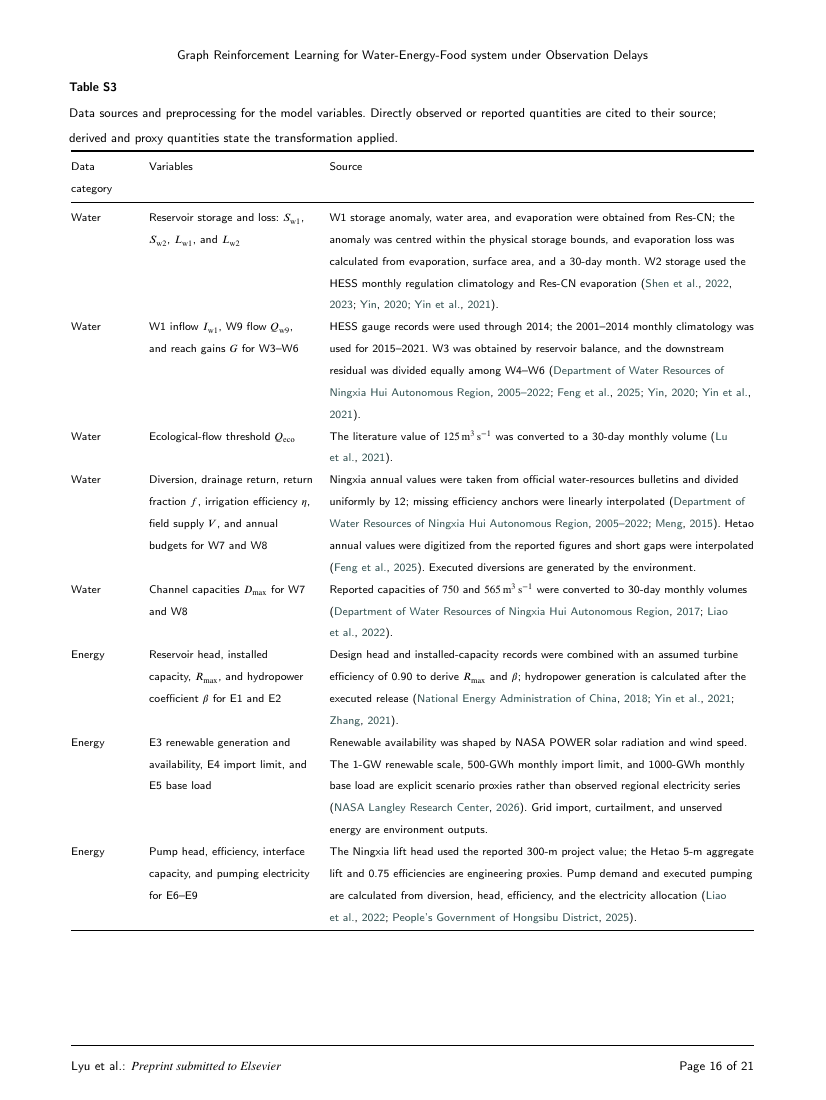 Graph Reinforcement Learning for Water-Energy-Food system under Observation Delays
Table S3
Data sources and preprocessing for the model variables. Directly observed or reported quantities are cited to their source;
derived and proxy quantities state the transformation applied.
Data category Variables Source
Water
Reservoir storage and loss: S_w1,
S_w2, L_w1, and L_w2
W1 storage anomaly, water area, and evaporation were obtained from Res-CN; the
anomaly was centred within the physical storage bounds, and evaporation loss was
calculated from evaporation, surface area, and a 30-day month. W2 storage used the
HESS monthly regulation climatology and Res-CN evaporation (Shen et al., 2022,
2023; Yin, 2020; Yin et al., 2021).
Water
W1 inflow I_w1, W9 flow Q_w9,
and reach gains G for W3–W6
HESS gauge records were used through 2014; the 2001–2014 monthly climatology was
used for 2015–2021. W3 was obtained by reservoir balance, and the downstream
residual was divided equally among W4–W6 (Department of Water Resources of
Ningxia Hui Autonomous Region, 2005–2022; Feng et al., 2025; Yin, 2020; Yin et al.,
2021).
Water
Ecological-flow threshold Q_eco
The literature value of 125 m³ s⁻¹ was converted to a 30-day monthly volume (Lu
et al., 2021).
Water
Diversion, drainage return, return
fraction f, irrigation efficiency η,
field supply V, and annual
budgets for W7 and W8
Ningxia annual values were taken from official water-resources bulletins and divided
uniformly by 12; missing efficiency anchors were linearly interpolated (Department of
Water Resources of Ningxia Hui Autonomous Region, 2005–2022; Meng, 2015). Hetao
annual values were digitized from the reported figures and short gaps were interpolated
(Feng et al., 2025). Executed diversions are generated by the environment.
Water
Channel capacities D_max for W7
and W8
Reported capacities of 750 and 565 m³ s⁻¹ were converted to 30-day monthly volumes
(Department of Water Resources of Ningxia Hui Autonomous Region, 2017; Liao
et al., 2022).
Energy
Reservoir head, installed
capacity, R_max, and hydropower
coefficient β for E1 and E2
Design head and installed-capacity records were combined with an assumed turbine
efficiency of 0.90 to derive R_max and β; hydropower generation is calculated after the
executed release (National Energy Administration of China, 2018; Yin et al., 2021;
Zhang, 2021).
Energy
E3 renewable generation and
availability, E4 import limit, and
E5 base load
Renewable availability was shaped by NASA POWER solar radiation and wind speed.
The 1-GW renewable scale, 500-GWh monthly import limit, and 1000-GWh monthly
base load are explicit scenario proxies rather than observed regional electricity series
(NASA Langley Research Center, 2026). Grid import, curtailment, and unserved
energy are environment outputs.
Energy
Pump head, efficiency, interface
capacity, and pumping electricity
for E6–E9
The Ningxia lift head used the reported 300-m project value; the Hetao 5-m aggregate
lift and 0.75 efficiencies are engineering proxies. Pump demand and executed pumping
are calculated from diversion, head, efficiency, and the electricity allocation (Liao
et al., 2022; People's Government of Hongsibu District, 2025).
Lyu et al.: Preprint submitted to Elsevier
Page 16 of 21